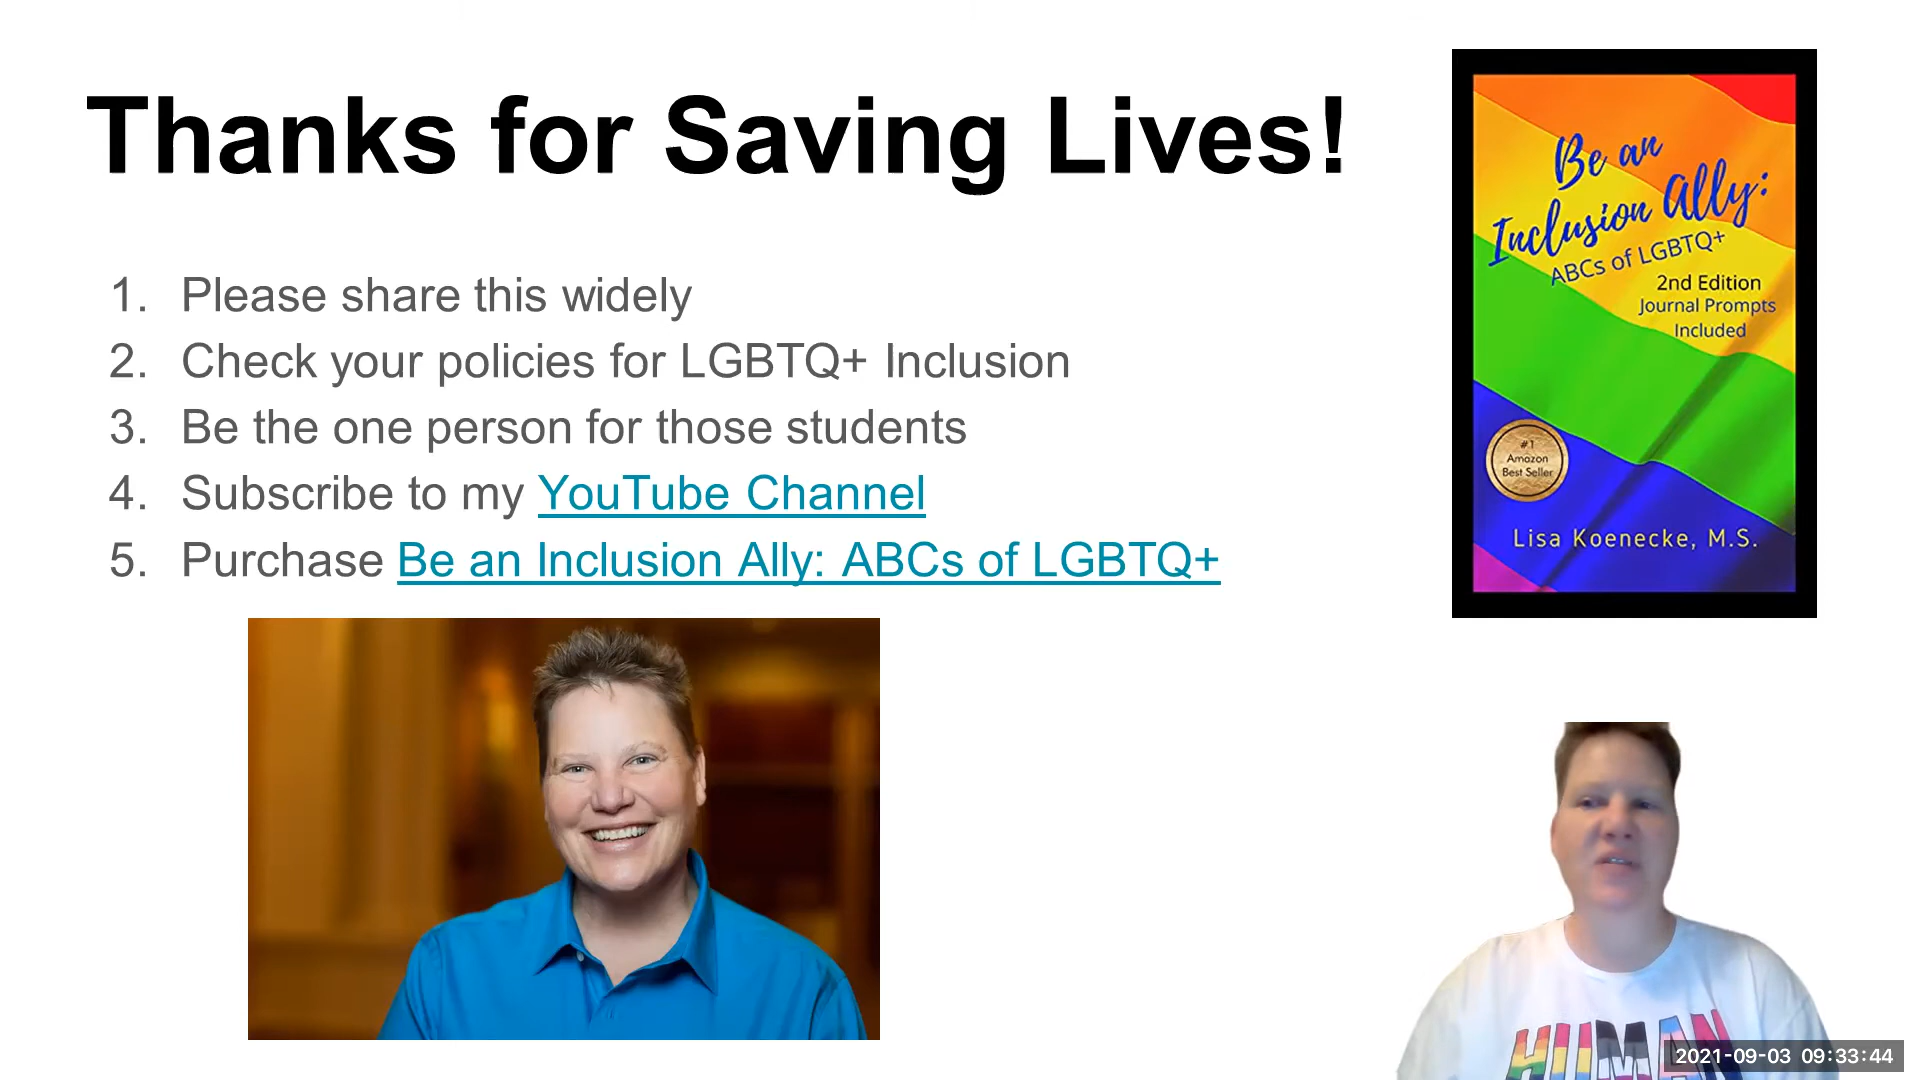 Thanks for Saving Lives!
1. Please share this widely
2. Check your policies for LGBTQ+ Inclusion
3. Be the one person for those students
4. Subscribe to my YouTube Channel
5. Purchase Be an Inclusion Ally: ABCs of LGBTQ+
Be an
Inclusion Ally:
ABCs of LGBTQ+
2nd Edition
Journal Prompts
Included
#1
Amazon
Best Seller
Lisa Koenecke, M.S.
HUMAN
2021-09-03 09:33:44